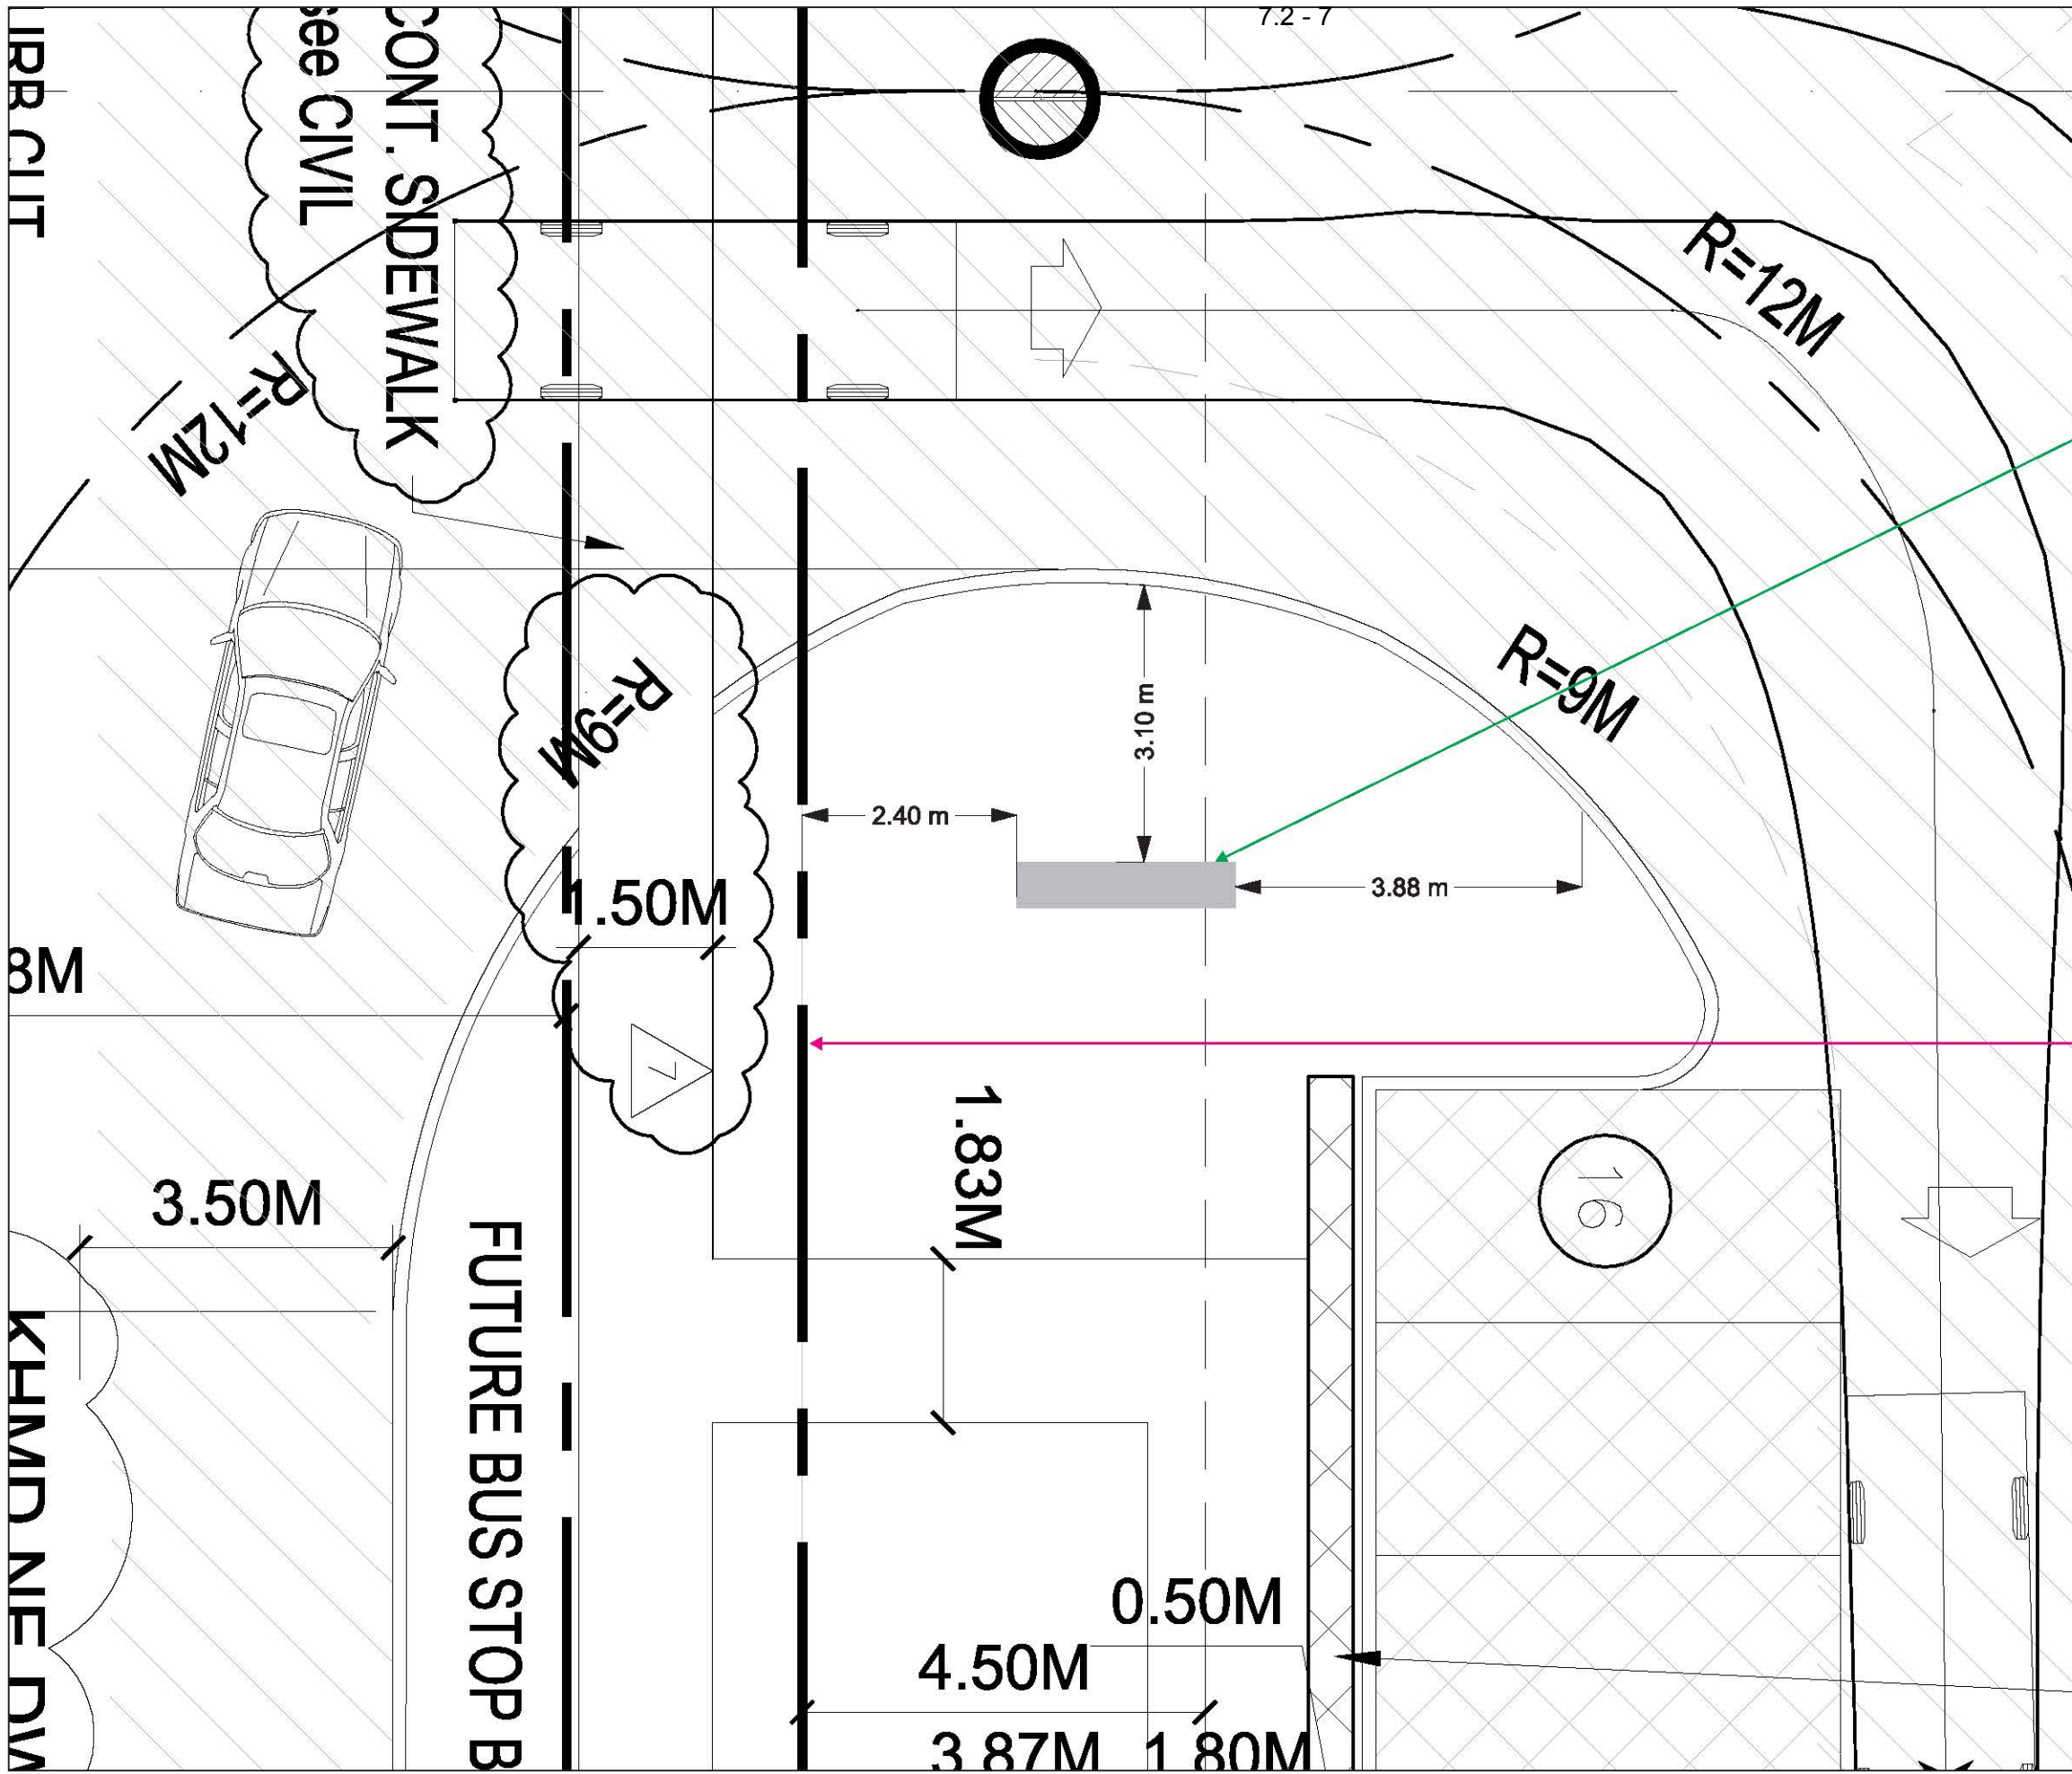 7.2 - 7
see CIVIL
CONT. SIDEWALK
R=12M
R=12M
R=9M
R=9M
3.10 m
2.40 m
3.88 m
1.50M
8M
1
1.83M
16
3.50M
FUTURE BUS STOP B
0.50M
4.50M
3.87M
1.80M